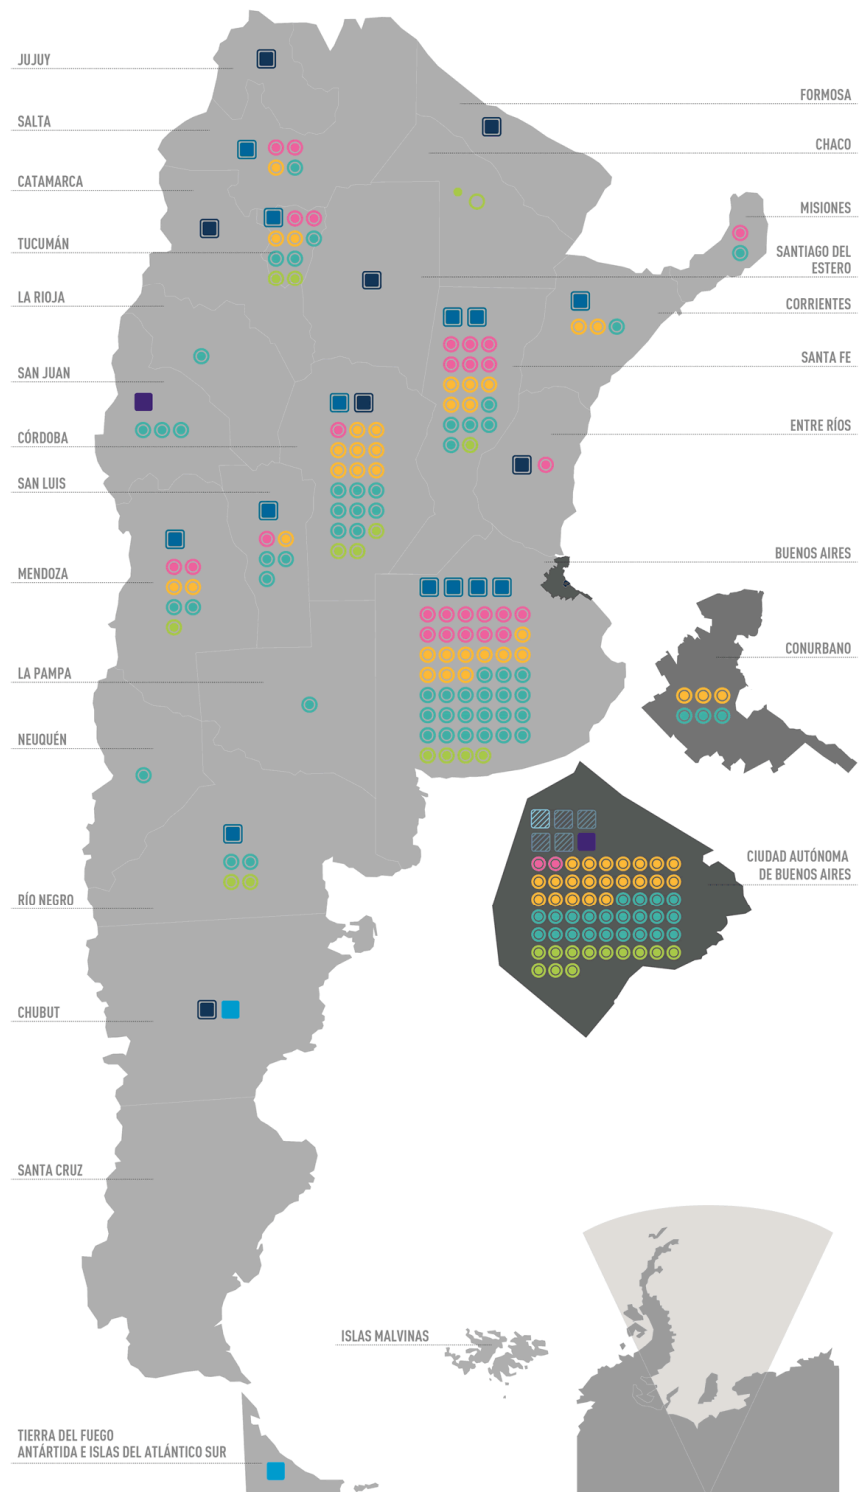 JUJUY
SALTA
CATAMARCA
TUCUMÁN
LA RIOJA
SAN JUAN
CÓRDOBA
SAN LUIS
MENDOZA
LA PAMPA
NEUQUÉN
RÍO NEGRO
CHUBUT
SANTA CRUZ
TIERRA DEL FUEGO
ANTÁRTIDA E ISLAS DEL ATLÁNTICO SUR
FORMOSA
CHACO
MISIONES
SANTIAGO DEL
ESTERO
CORRIENTES
SANTA FE
ENTRE RÍOS
BUENOS AIRES
CONURBANO
CIUDAD AUTÓNOMA
DE BUENOS AIRES
ISLAS MALVINAS